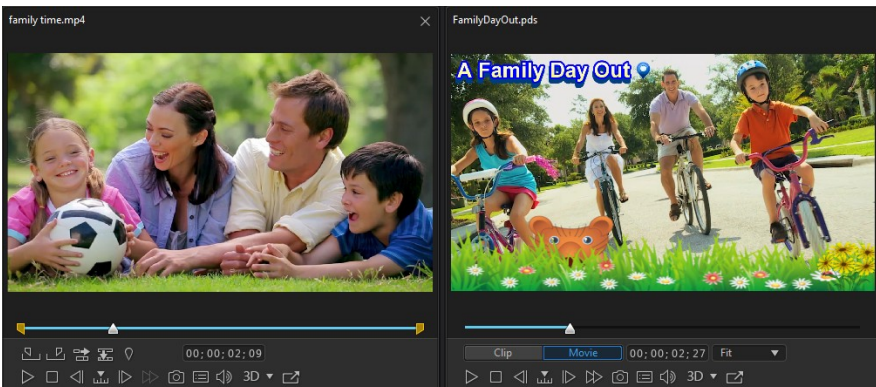 family time.mp4
FamilyDayOut.pds
A Family Day Out
00;00;02;09
3D
Clip
Movie
00;00;02;27
Fit
3D